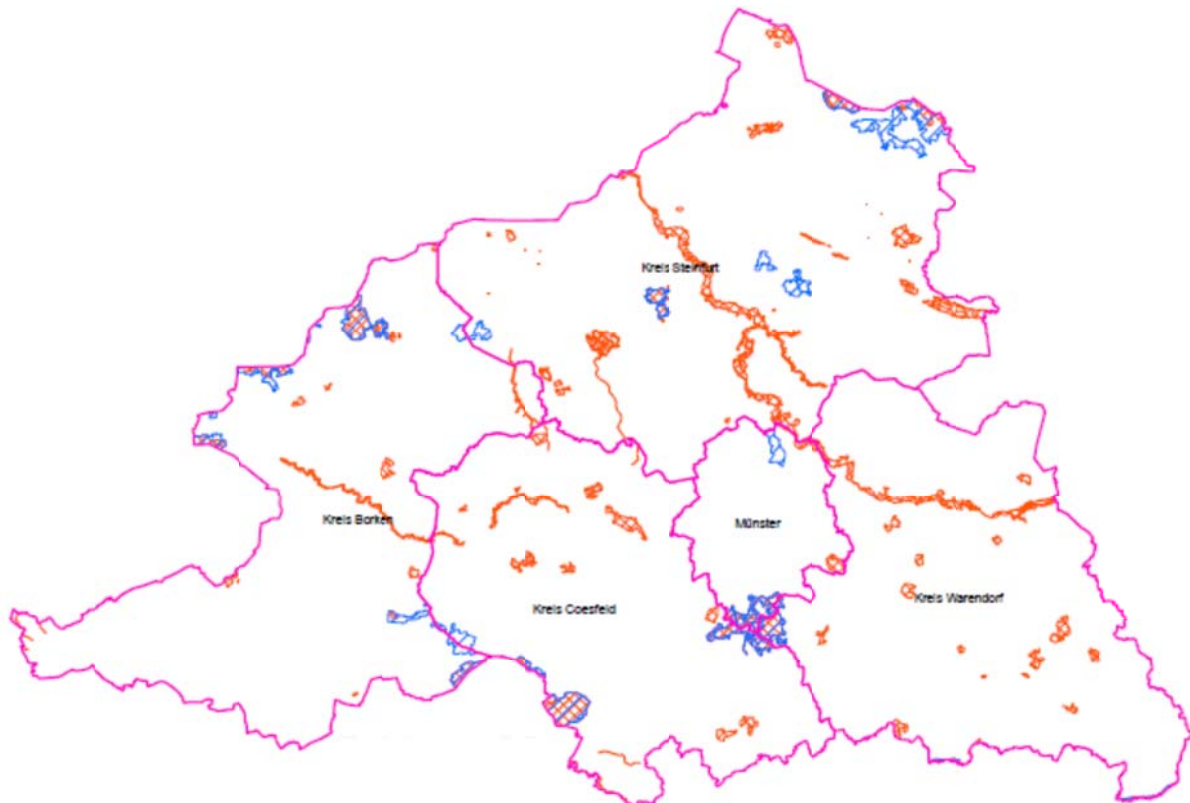 Kreis Steinfurt
Kreis Borken
Münster
Kreis Coesfeld
Kreis Warendorf